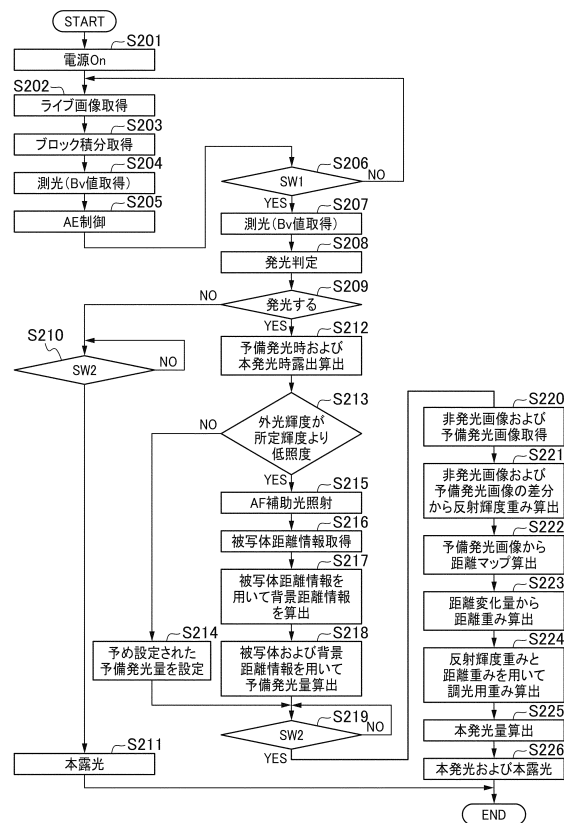 START
S201
電源On
S202
ライブ画像取得
S203
ブロック積分取得
S204
測光(Bv値取得)
S205
AE制御
S206
SW1
NO
YES
S207
測光(Bv値取得)
S208
発光判定
S209
発光する
NO
YES
S210
SW2
NO
S211
本露光
S212
予備発光時および
本発光時露出算出
S213
外光輝度が
所定輝度より
低照度
NO
YES
S214
予め設定された
予備発光量を設定
S215
AF補助光照射
S216
被写体距離情報取得
S217
被写体距離情報を
用いて背景距離情報
を算出
S218
被写体および背景
距離情報を用いて
予備発光量算出
S219
SW2
NO
YES
S220
非発光画像および
予備発光画像取得
S221
非発光画像および
予備発光画像の差分
から反射輝度重み算出
S222
予備発光画像から
距離マップ算出
S223
距離変化量から
距離重み算出
S224
反射輝度重みと
距離重みを用いて
調光用重み算出
S225
本発光量算出
S226
本発光および本露光
END